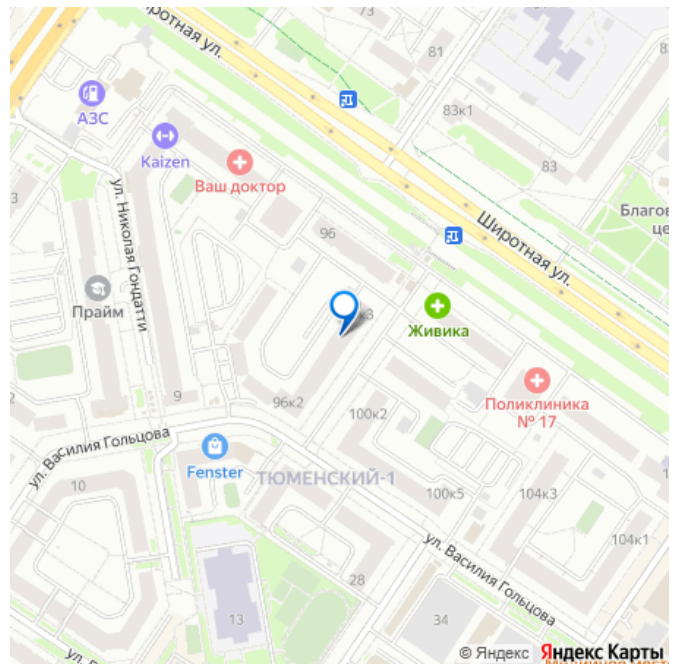 73
Широтная ул.
81
83к1
83
АЗС
Kaizen
Ваш доктор
Благов
це
96
Широтная ул.
ул. Николая Гондатти
3
Прайм
Живика
Поликлиника
№ 17
9
96к2
100к2
ул. Василия Гольцова
Fenster
ТЮМЕНСКИЙ-1
10
100к5
104к3
104к1
ул. Василия Гольцова
28
13
34
© Яндекс Яндекс Карты